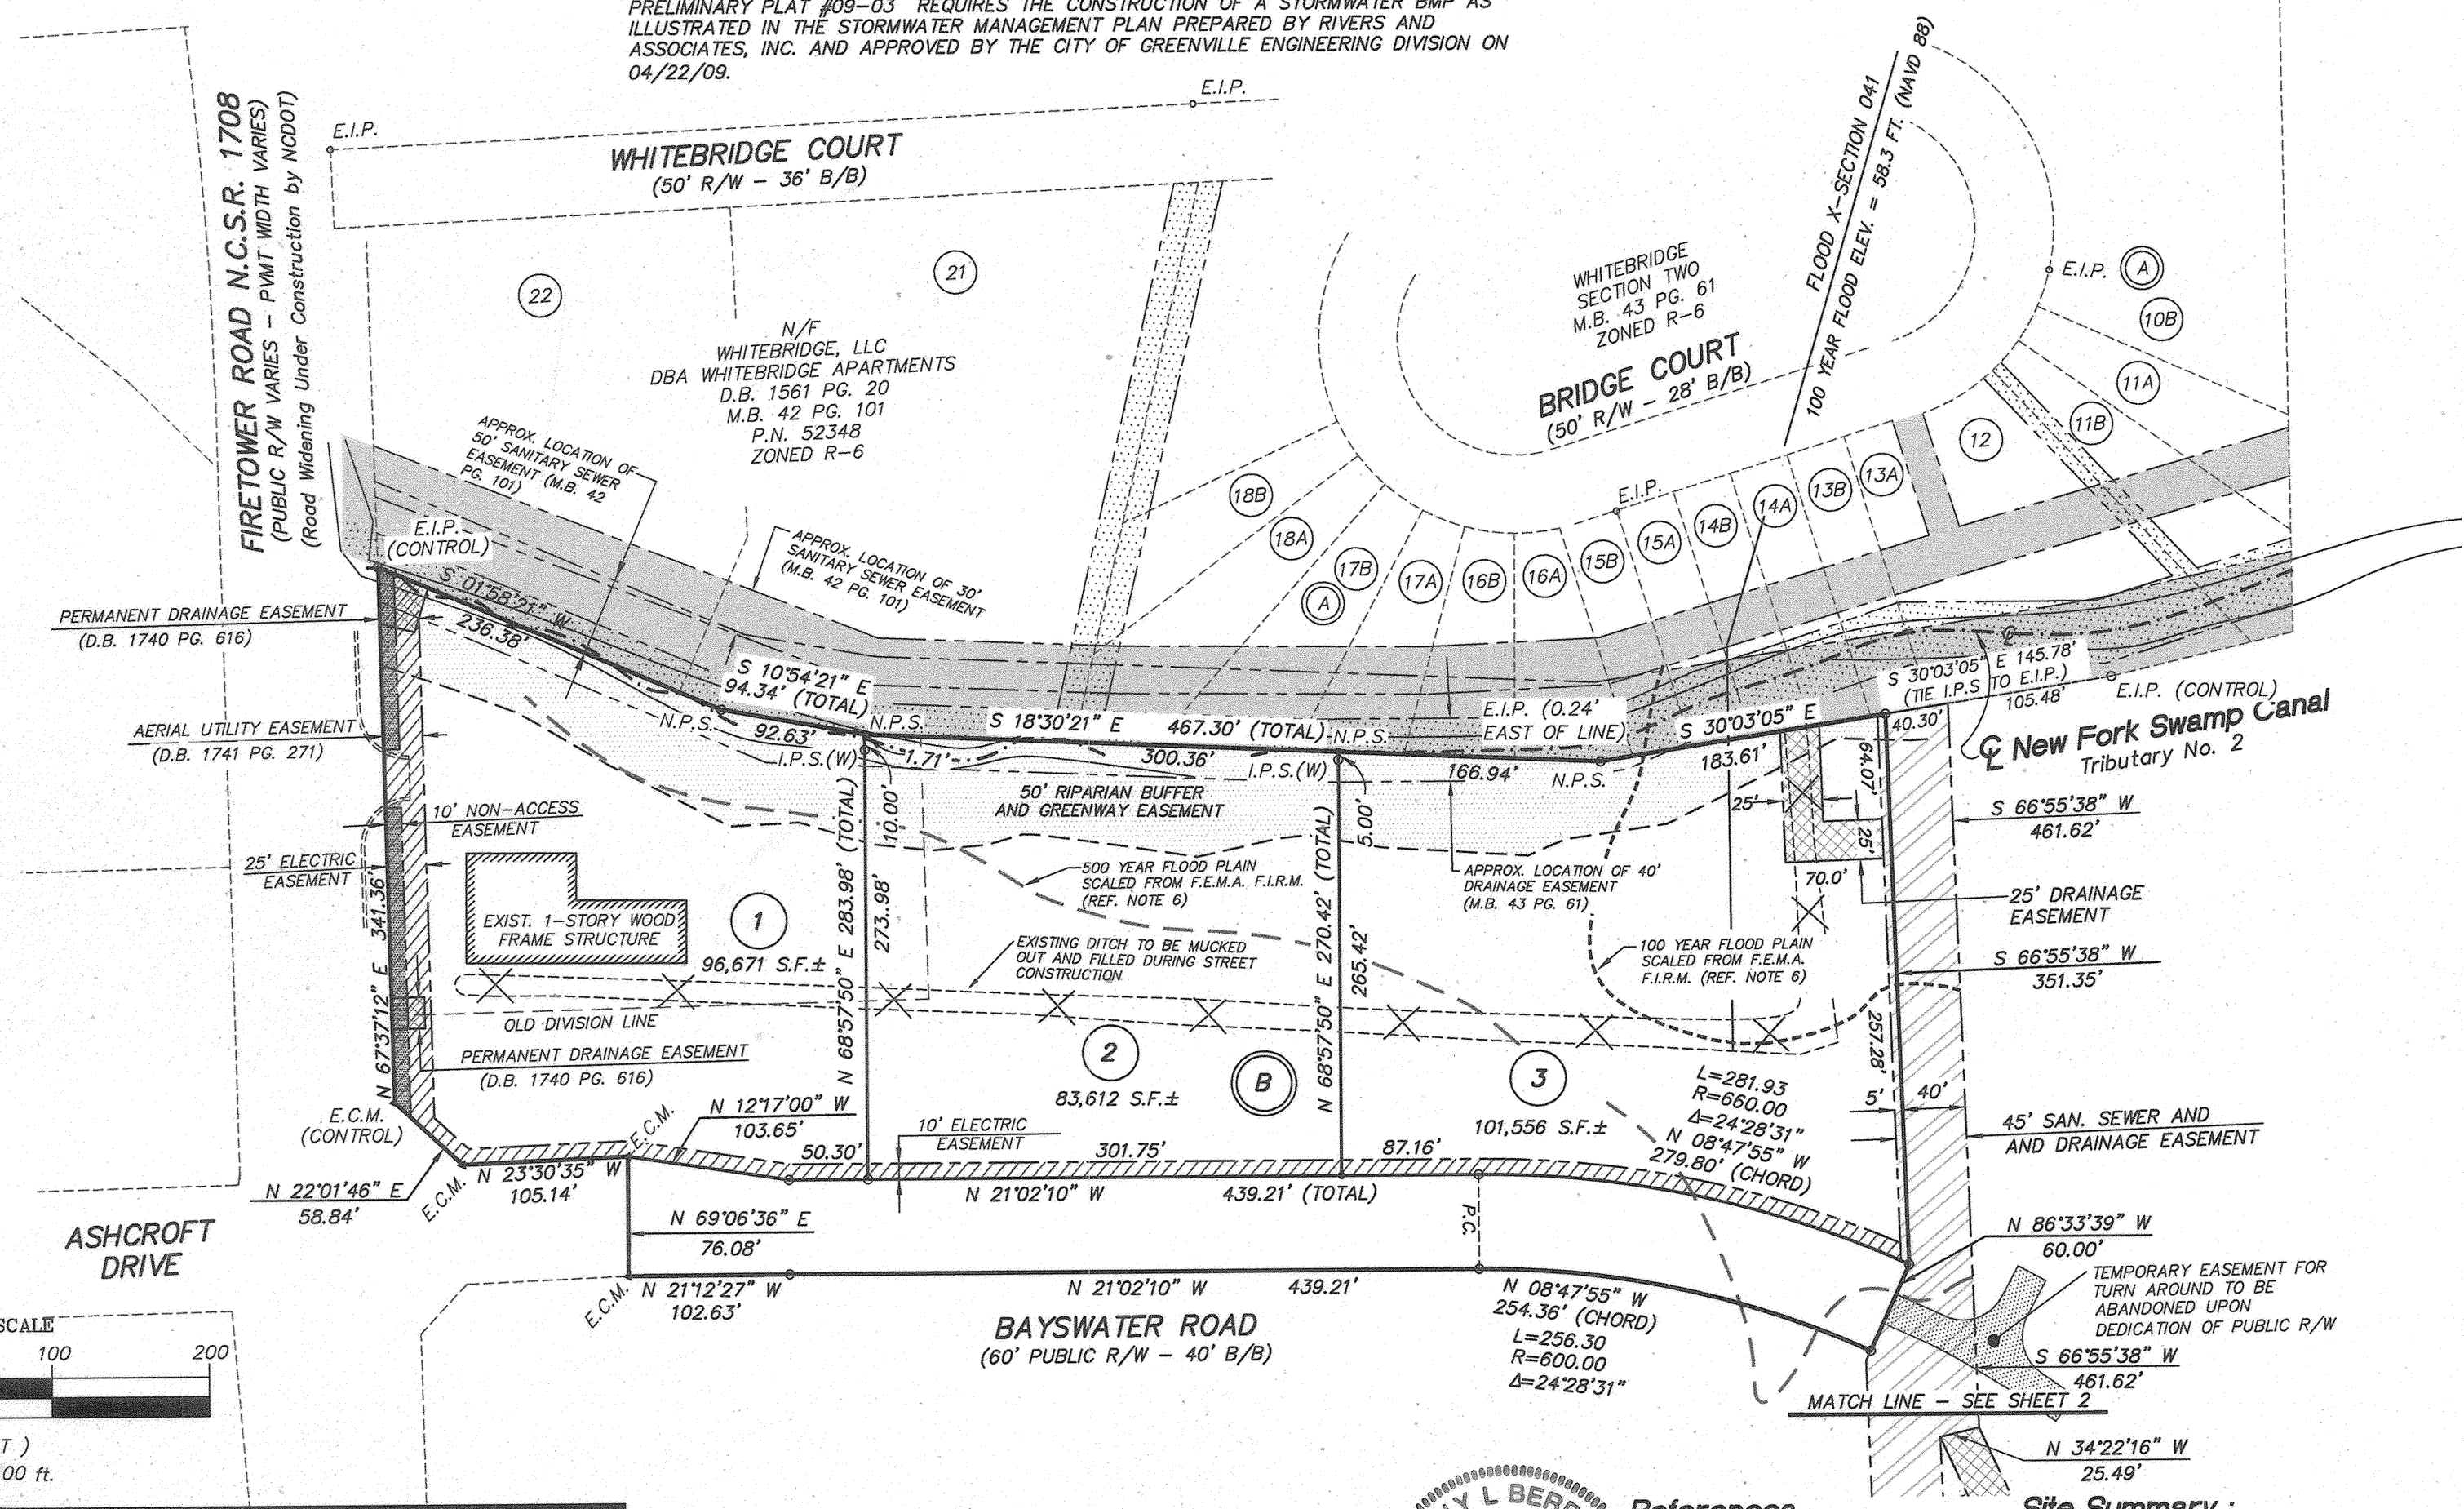 PRELIMINARY PLAT #09-03 REQUIRES THE CONSTRUCTION OF A STORMWATER BMP AS
ILLUSTRATED IN THE STORMWATER MANAGEMENT PLAN PREPARED BY RIVERS AND
ASSOCIATES, INC. AND APPROVED BY THE CITY OF GREENVILLE ENGINEERING DIVISION ON
04/22/09.
FIRETOWER ROAD N.C.S.R. 1708
(PUBLIC R/W VARIES - PVMT WIDTH VARIES)
(Road Widening Under Construction by NCDOT)
E.I.P.
E.I.P.
WHITEBRIDGE COURT
(50' R/W - 36' B/B)
22
21
N/F
WHITEBRIDGE, LLC
DBA WHITEBRIDGE APARTMENTS
D.B. 1561 PG. 20
M.B. 42 PG. 101
P.N. 52348
ZONED R-6
WHITEBRIDGE
SECTION TWO
M.B. 43 PG. 61
ZONED R-6
BRIDGE COURT
(50' R/W - 28' B/B)
FLOOD X-SECTION 041
100 YEAR FLOOD ELEV. = 58.3 FT. (NAVD 88)
E.I.P.
A
10B
11A
11B
12
13A
13B
14A
14B
15A
15B
16A
16B
17A
17B
18A
18B
A
E.I.P.
APPROX. LOCATION OF
50' SANITARY SEWER
EASEMENT (M.B. 42
PG. 101)
APPROX. LOCATION OF 30'
SANITARY SEWER EASEMENT
(M.B. 42 PG. 101)
E.I.P.
(CONTROL)
S 01°58'21" W
236.38'
PERMANENT DRAINAGE EASEMENT
(D.B. 1740 PG. 616)
AERIAL UTILITY EASEMENT
(D.B. 1741 PG. 271)
10' NON-ACCESS
EASEMENT
25' ELECTRIC
EASEMENT
N 67°37'12" E 341.36'
S 10°54'21" E
94.34' (TOTAL)
N.P.S.
92.63'
N.P.S.
I.P.S.(W)
1.71'
S 18°30'21" E 467.30' (TOTAL)
300.36'
N.P.S.
I.P.S.(W)
166.94'
E.I.P. (0.24'
EAST OF LINE)
N.P.S.
S 30°03'05" E
183.61'
S 30°03'05" E 145.78'
(TIE I.P.S TO E.I.P.)
105.48'
40.30'
E.I.P. (CONTROL)
℄ New Fork Swamp Canal
Tributary No. 2
50' RIPARIAN BUFFER
AND GREENWAY EASEMENT
10.00'
5.00'
64.07'
25'
25'
70.0'
S 66°55'38" W
461.62'
25' DRAINAGE
EASEMENT
S 66°55'38" W
351.35'
EXIST. 1-STORY WOOD
FRAME STRUCTURE
1
96,671 S.F.±
N 68°57'50" E 283.98' (TOTAL)
273.98'
500 YEAR FLOOD PLAIN
SCALED FROM F.E.M.A. F.I.R.M.
(REF. NOTE 6)
EXISTING DITCH TO BE MUCKED
OUT AND FILLED DURING STREET
CONSTRUCTION
N 68°57'50" E 270.42' (TOTAL)
265.42'
APPROX. LOCATION OF 40'
DRAINAGE EASEMENT
(M.B. 43 PG. 61)
100 YEAR FLOOD PLAIN
SCALED FROM F.E.M.A.
F.I.R.M. (REF. NOTE 6)
257.28'
OLD DIVISION LINE
PERMANENT DRAINAGE EASEMENT
(D.B. 1740 PG. 616)
2
83,612 S.F.±
B
3
101,556 S.F.±
L=281.93
R=660.00
Δ=24°28'31"
N 08°47'55" W
279.80' (CHORD)
5'
40'
45' SAN. SEWER AND
AND DRAINAGE EASEMENT
E.C.M.
(CONTROL)
E.C.M.
N 12°17'00" W
103.65'
50.30'
10' ELECTRIC
EASEMENT
301.75'
87.16'
N 22°01'46" E
58.84'
E.C.M.
N 23°30'35" W
105.14'
N 21°02'10" W 439.21' (TOTAL)
P.C.
ASHCROFT
DRIVE
N 69°06'36" E
76.08'
E.C.M.
N 21°12'27" W
102.63'
N 21°02'10" W 439.21'
BAYSWATER ROAD
(60' PUBLIC R/W - 40' B/B)
N 08°47'55" W
254.36' (CHORD)
L=256.30
R=600.00
Δ=24°28'31"
N 86°33'39" W
60.00'
TEMPORARY EASEMENT FOR
TURN AROUND TO BE
ABANDONED UPON
DEDICATION OF PUBLIC R/W
S 66°55'38" W
461.62'
MATCH LINE - SEE SHEET 2
N 34°22'16" W
25.49'
SCALE
100 200
T )
00 ft.
Y L BER
References
Site Summary :